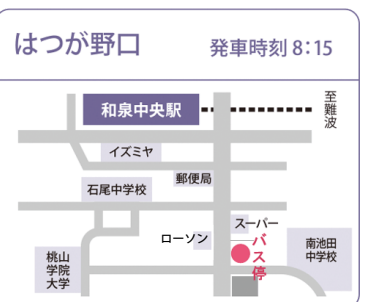 はつが野口
発車時刻 8:15
和泉中央駅
至難波
イズミヤ
郵便局
石尾中学校
スーパー
ローソン
バス停
南池田
中学校
桃山
学院
大学